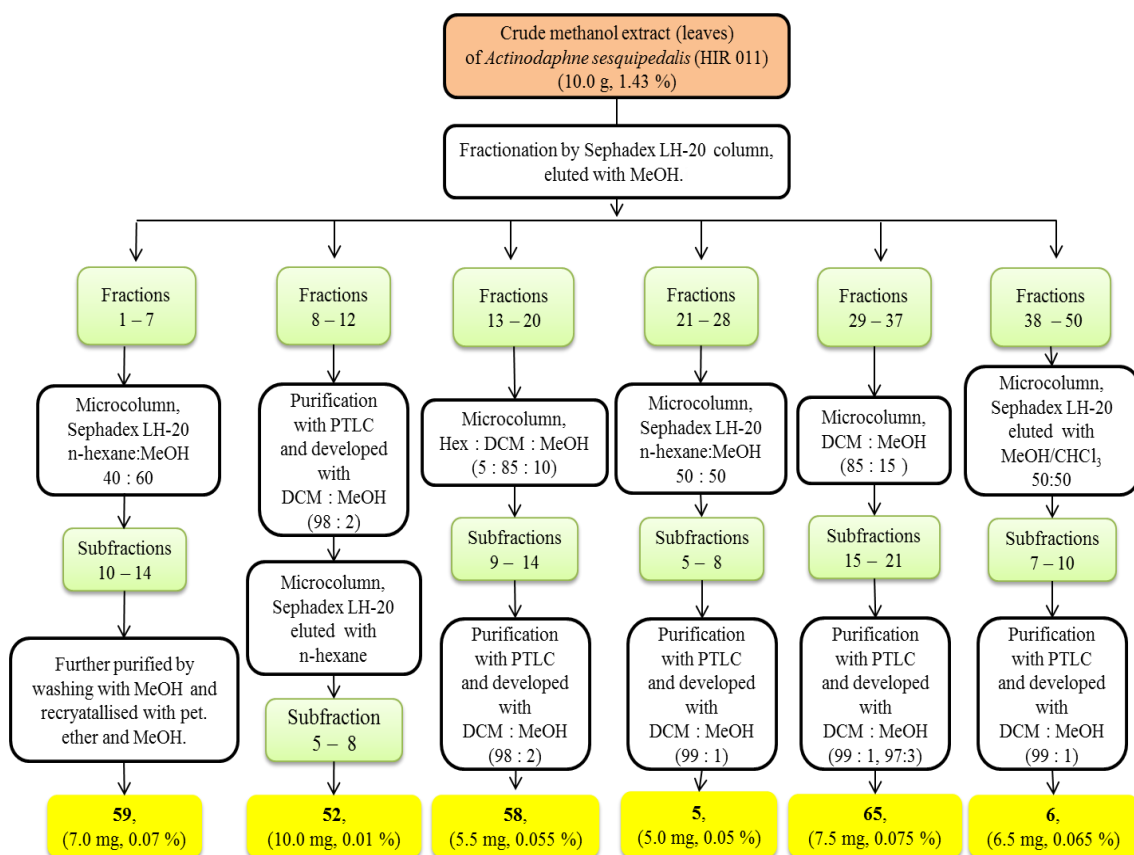 Crude methanol extract (leaves)
of Actinodaphne sesquipedalis (HIR 011)
(10.0 g, 1.43 %)
Fractionation by Sephadex LH-20 column,
eluted with MeOH.
Fractions
1 – 7
Fractions
8 – 12
Fractions
13 – 20
Fractions
21 – 28
Fractions
29 – 37
Fractions
38 – 50
Microcolumn,
Sephadex LH-20
n-hexane:MeOH
40 : 60
Purification
with PTLC
and developed
with
DCM : MeOH
(98 : 2)
Microcolumn,
Hex : DCM : MeOH
(5 : 85 : 10)
Microcolumn,
Sephadex LH-20
n-hexane:MeOH
50 : 50
Microcolumn,
DCM : MeOH
(85 : 15 )
Microcolumn,
Sephadex LH-20
eluted with
MeOH/CHCl₃
50:50
Subfractions
10 – 14
Microcolumn,
Sephadex LH-20
eluted with
n-hexane
Subfractions
9 – 14
Subfractions
5 – 8
Subfractions
15 – 21
Subfractions
7 – 10
Further purified by
washing with MeOH and
recryatallised with pet.
ether and MeOH.
Subfraction
5 – 8
Purification
with PTLC
and developed
with
DCM : MeOH
(98 : 2)
Purification
with PTLC
and developed
with
DCM : MeOH
(99 : 1)
Purification
with PTLC
and developed
with
DCM : MeOH
(99 : 1, 97:3)
Purification
with PTLC
and developed
with
DCM : MeOH
(99 : 1)
59,
(7.0 mg, 0.07 %)
52,
(10.0 mg, 0.01 %)
58,
(5.5 mg, 0.055 %)
5,
(5.0 mg, 0.05 %)
65,
(7.5 mg, 0.075 %)
6,
(6.5 mg, 0.065 %)